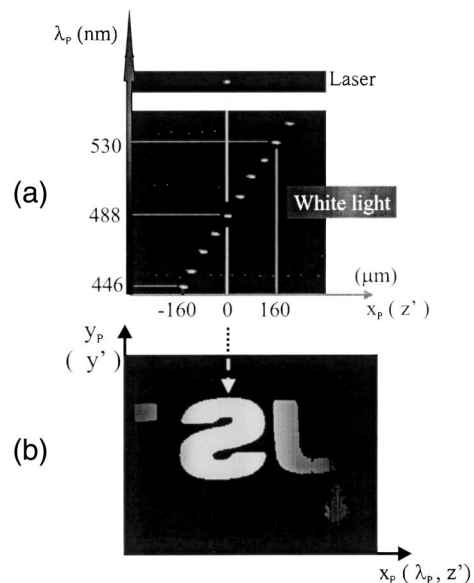 λₚ (nm)
Laser
530
(a)
White light
488
446
(μm)
-160 0 160 xₚ ( z' )
yₚ
( y' )
(b)
xₚ ( λₚ, z' )